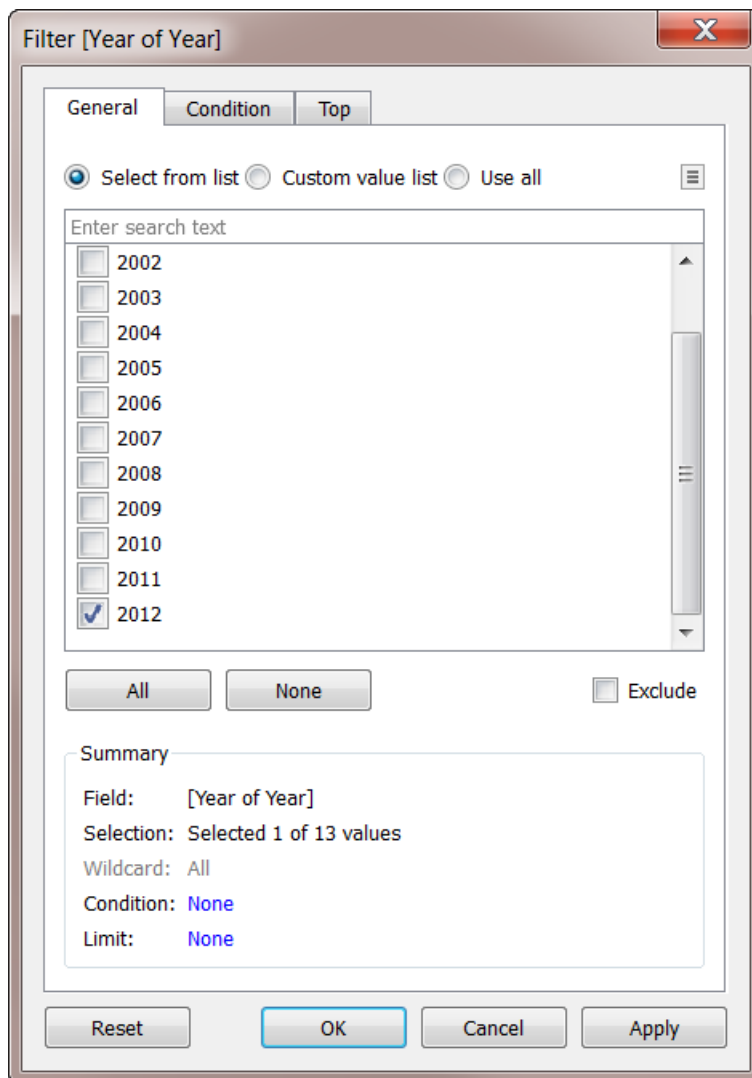 Filter [Year of Year]
General Condition Top
Select from list Custom value list Use all
Enter search text
2002
2003
2004
2005
2006
2007
2008
2009
2010
2011
2012
All None Exclude
Summary
Field: [Year of Year]
Selection: Selected 1 of 13 values
Wildcard: All
Condition: None
Limit: None
Reset OK Cancel Apply